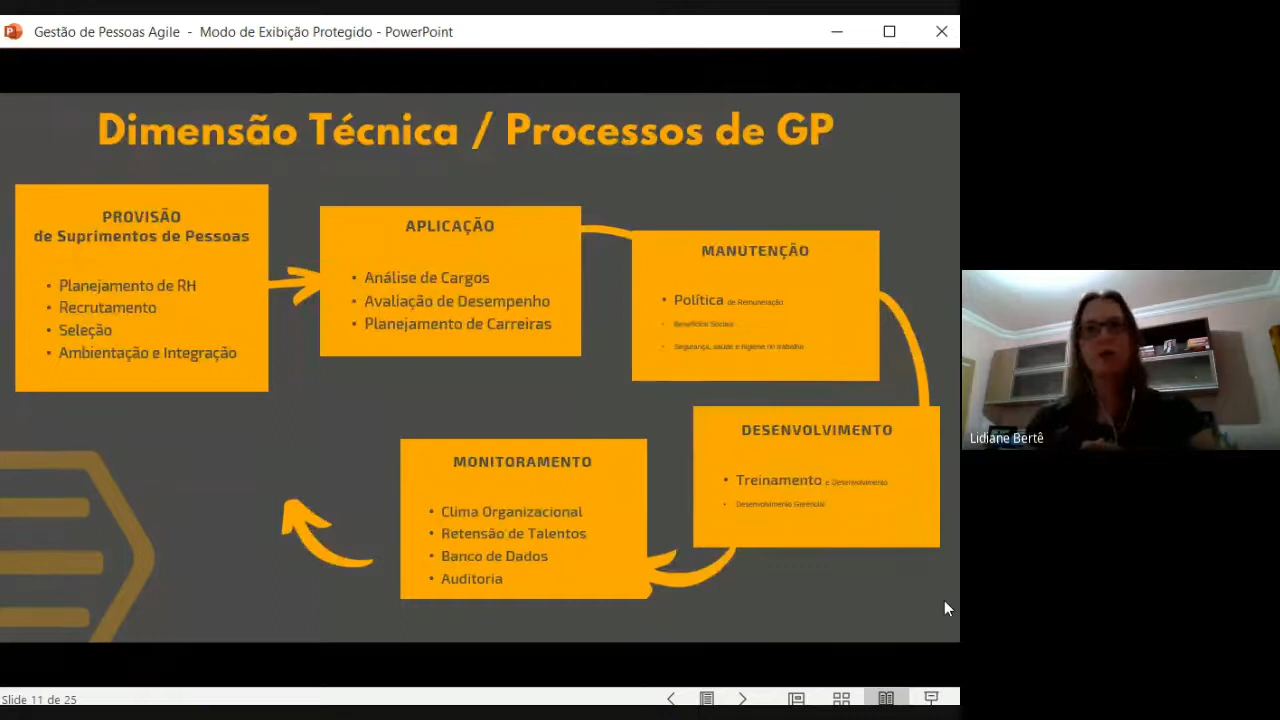 Gestão de Pessoas Agile - Modo de Exibição Protegido - PowerPoint
Dimensão Técnica / Processos de GP
PROVISÃO
de Suprimentos de Pessoas
• Planejamento de RH
• Recrutamento
• Seleção
• Ambientação e Integração
APLICAÇÃO
• Análise de Cargos
• Avaliação de Desempenho
• Planejamento de Carreiras
MANUTENÇÃO
• Política de Remuneração
• Benefícios Sociais
• Segurança, saúde e higiene no trabalho
DESENVOLVIMENTO
• Treinamento e Desenvolvimento
• Desenvolvimento Gerencial
MONITORAMENTO
• Clima Organizacional
• Retensão de Talentos
• Banco de Dados
• Auditoria
Lidiane Bertê
Slide 11 de 25